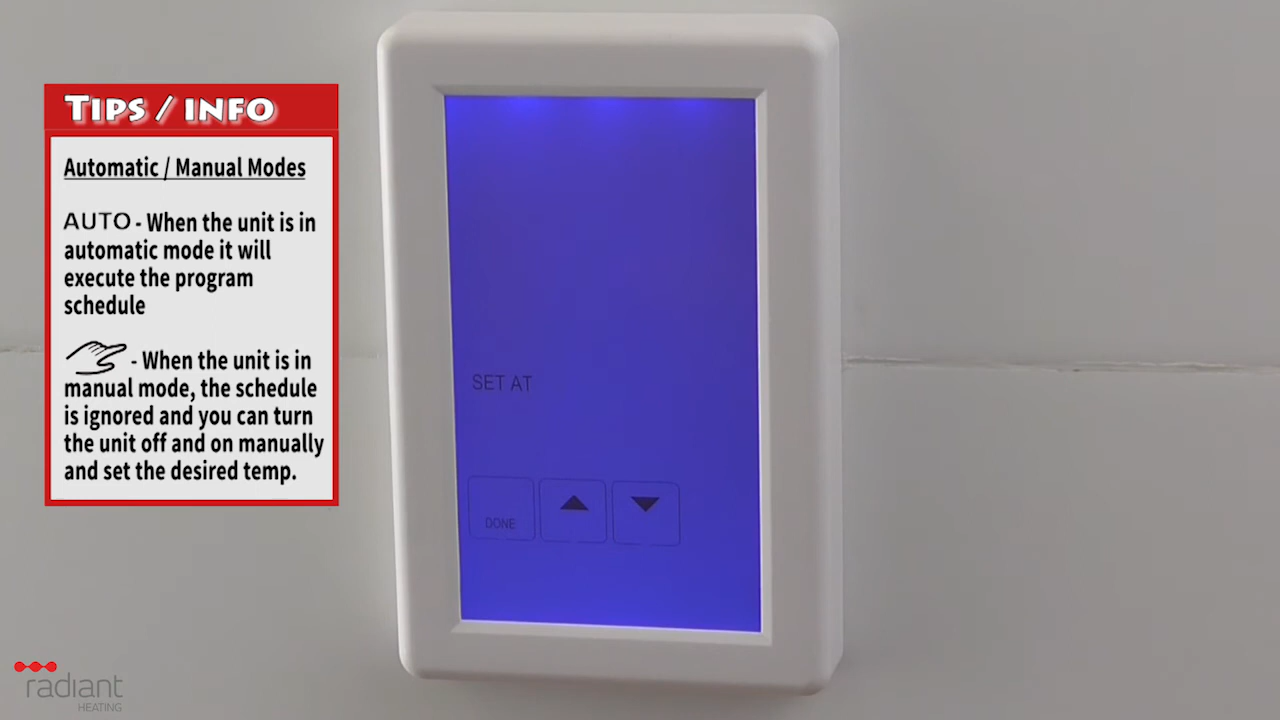 TIPS / INFO
Automatic / Manual Modes
AUTO - When the unit is in
automatic mode it will
execute the program
schedule
- When the unit is in
manual mode, the schedule
is ignored and you can turn
the unit off and on manually
and set the desired temp.
SET AT
DONE
radiant
HEATING